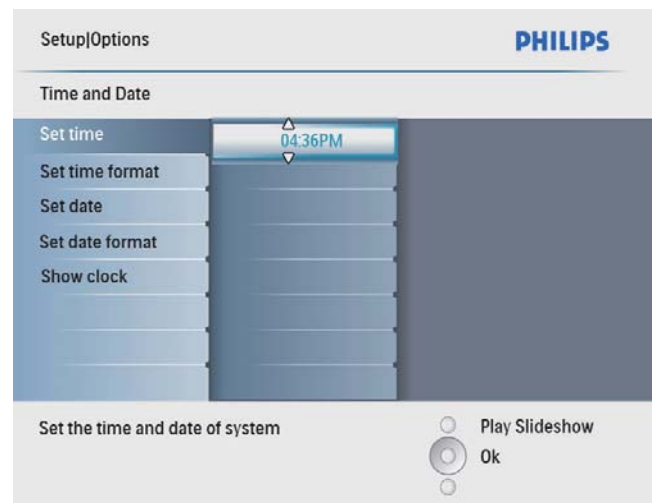 Setup|Options
PHILIPS
Time and Date
Set time
04:36PM
Set time format
Set date
Set date format
Show clock
Set the time and date of system
Play Slideshow
Ok